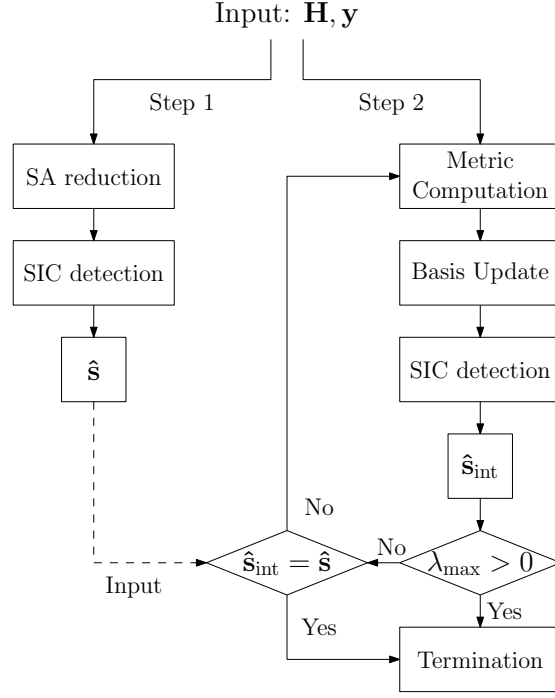 Input: H, y
Step 1
Step 2
SA reduction
SIC detection
ŝ
Input
Metric
Computation
Basis Update
SIC detection
ŝ_int
λ_max > 0
No
Yes
ŝ_int = ŝ
No
Yes
Termination